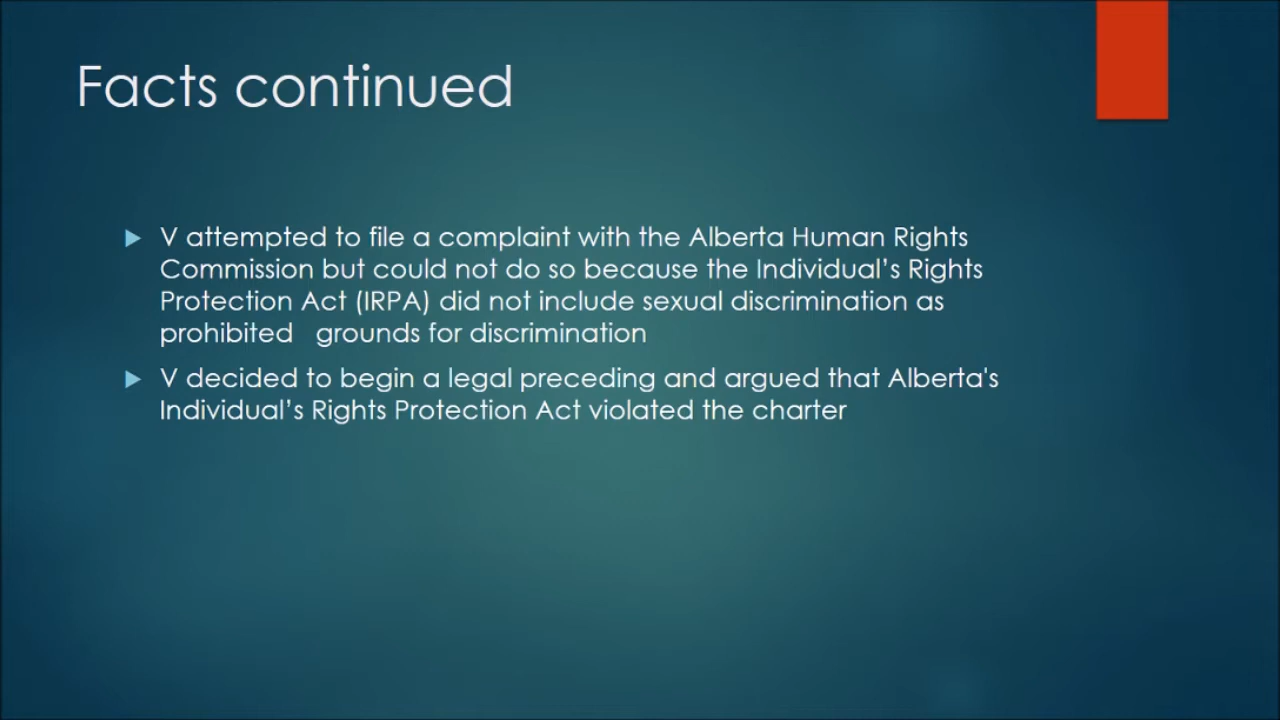 Facts continued
V attempted to file a complaint with the Alberta Human Rights
Commission but could not do so because the Individual’s Rights
Protection Act (IRPA) did not include sexual discrimination as
prohibited   grounds for discrimination
V decided to begin a legal preceding and argued that Alberta's
Individual’s Rights Protection Act violated the charter